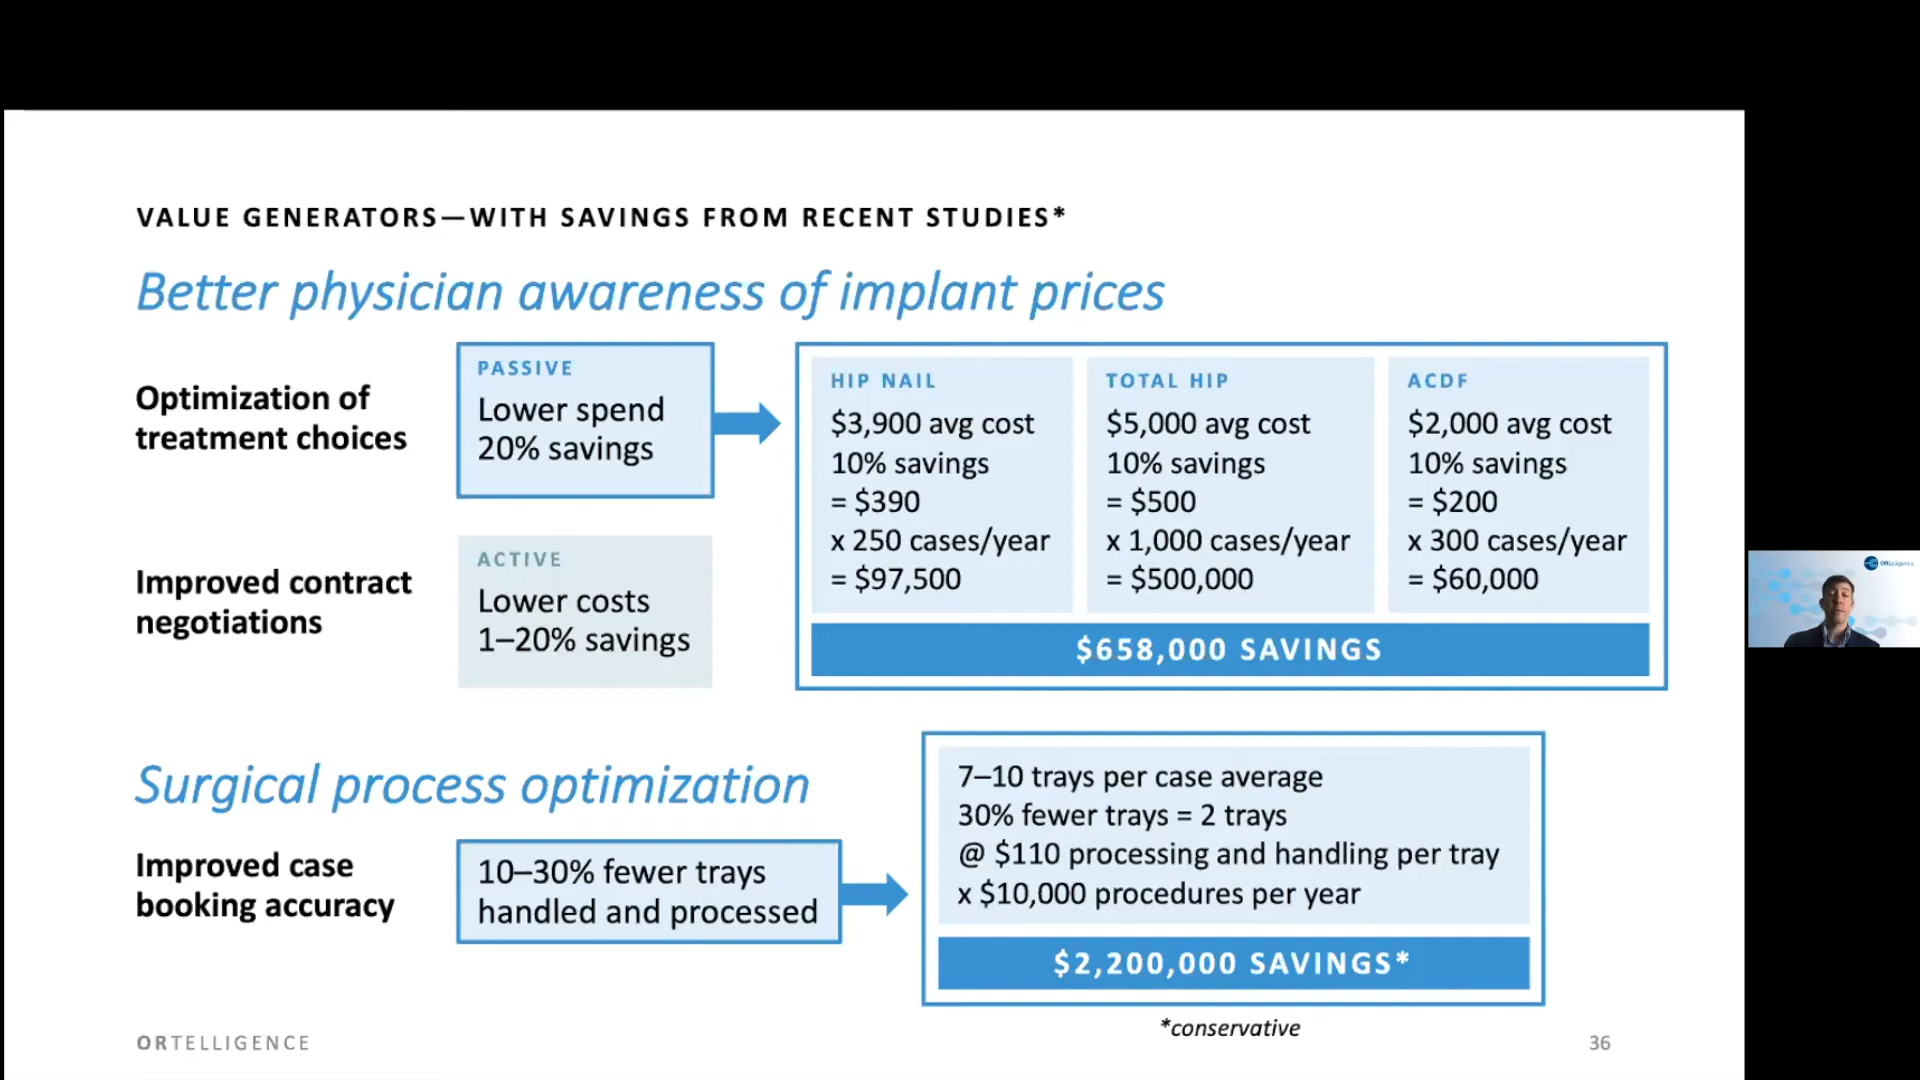 VALUE GENERATORS—WITH SAVINGS FROM RECENT STUDIES*
Better physician awareness of implant prices
Optimization of
treatment choices
PASSIVE
Lower spend
20% savings
HIP NAIL
$3,900 avg cost
10% savings
= $390
x 250 cases/year
= $97,500
TOTAL HIP
$5,000 avg cost
10% savings
= $500
x 1,000 cases/year
= $500,000
ACDF
$2,000 avg cost
10% savings
= $200
x 300 cases/year
= $60,000
$658,000 SAVINGS
Improved contract
negotiations
ACTIVE
Lower costs
1–20% savings
Surgical process optimization
Improved case
booking accuracy
10–30% fewer trays
handled and processed
7–10 trays per case average
30% fewer trays = 2 trays
@ $110 processing and handling per tray
x $10,000 procedures per year
$2,200,000 SAVINGS*
*conservative
ORTELLIGENCE
36
ORtelligence